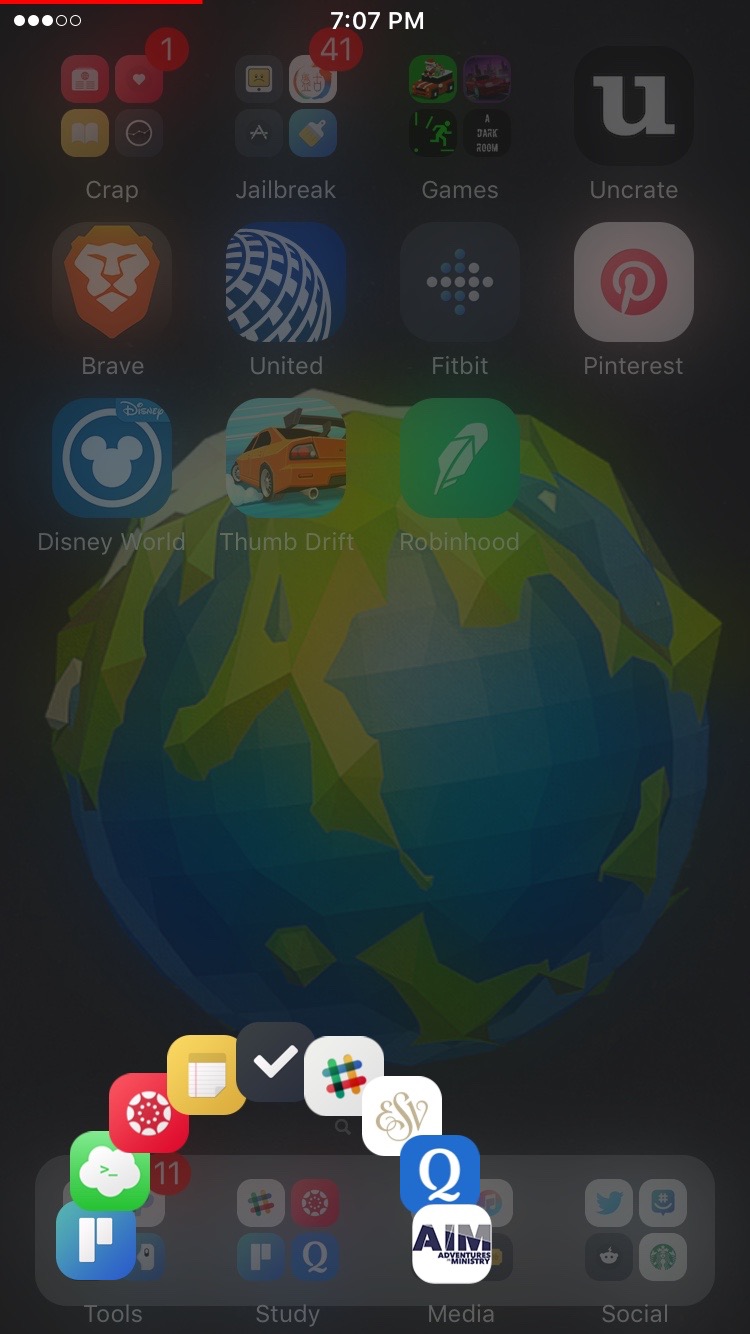 7:07 PM
1
41
A
DARK
ROOM
u
Crap
Jailbreak
Games
Uncrate
Brave
United
Fitbit
Pinterest
Disney
Disney World
Thumb Drift
Robinhood
>_
ESV
Q
11
AIM
ADVENTURES
IN MINISTRY
Q
Tools
Study
Media
Social